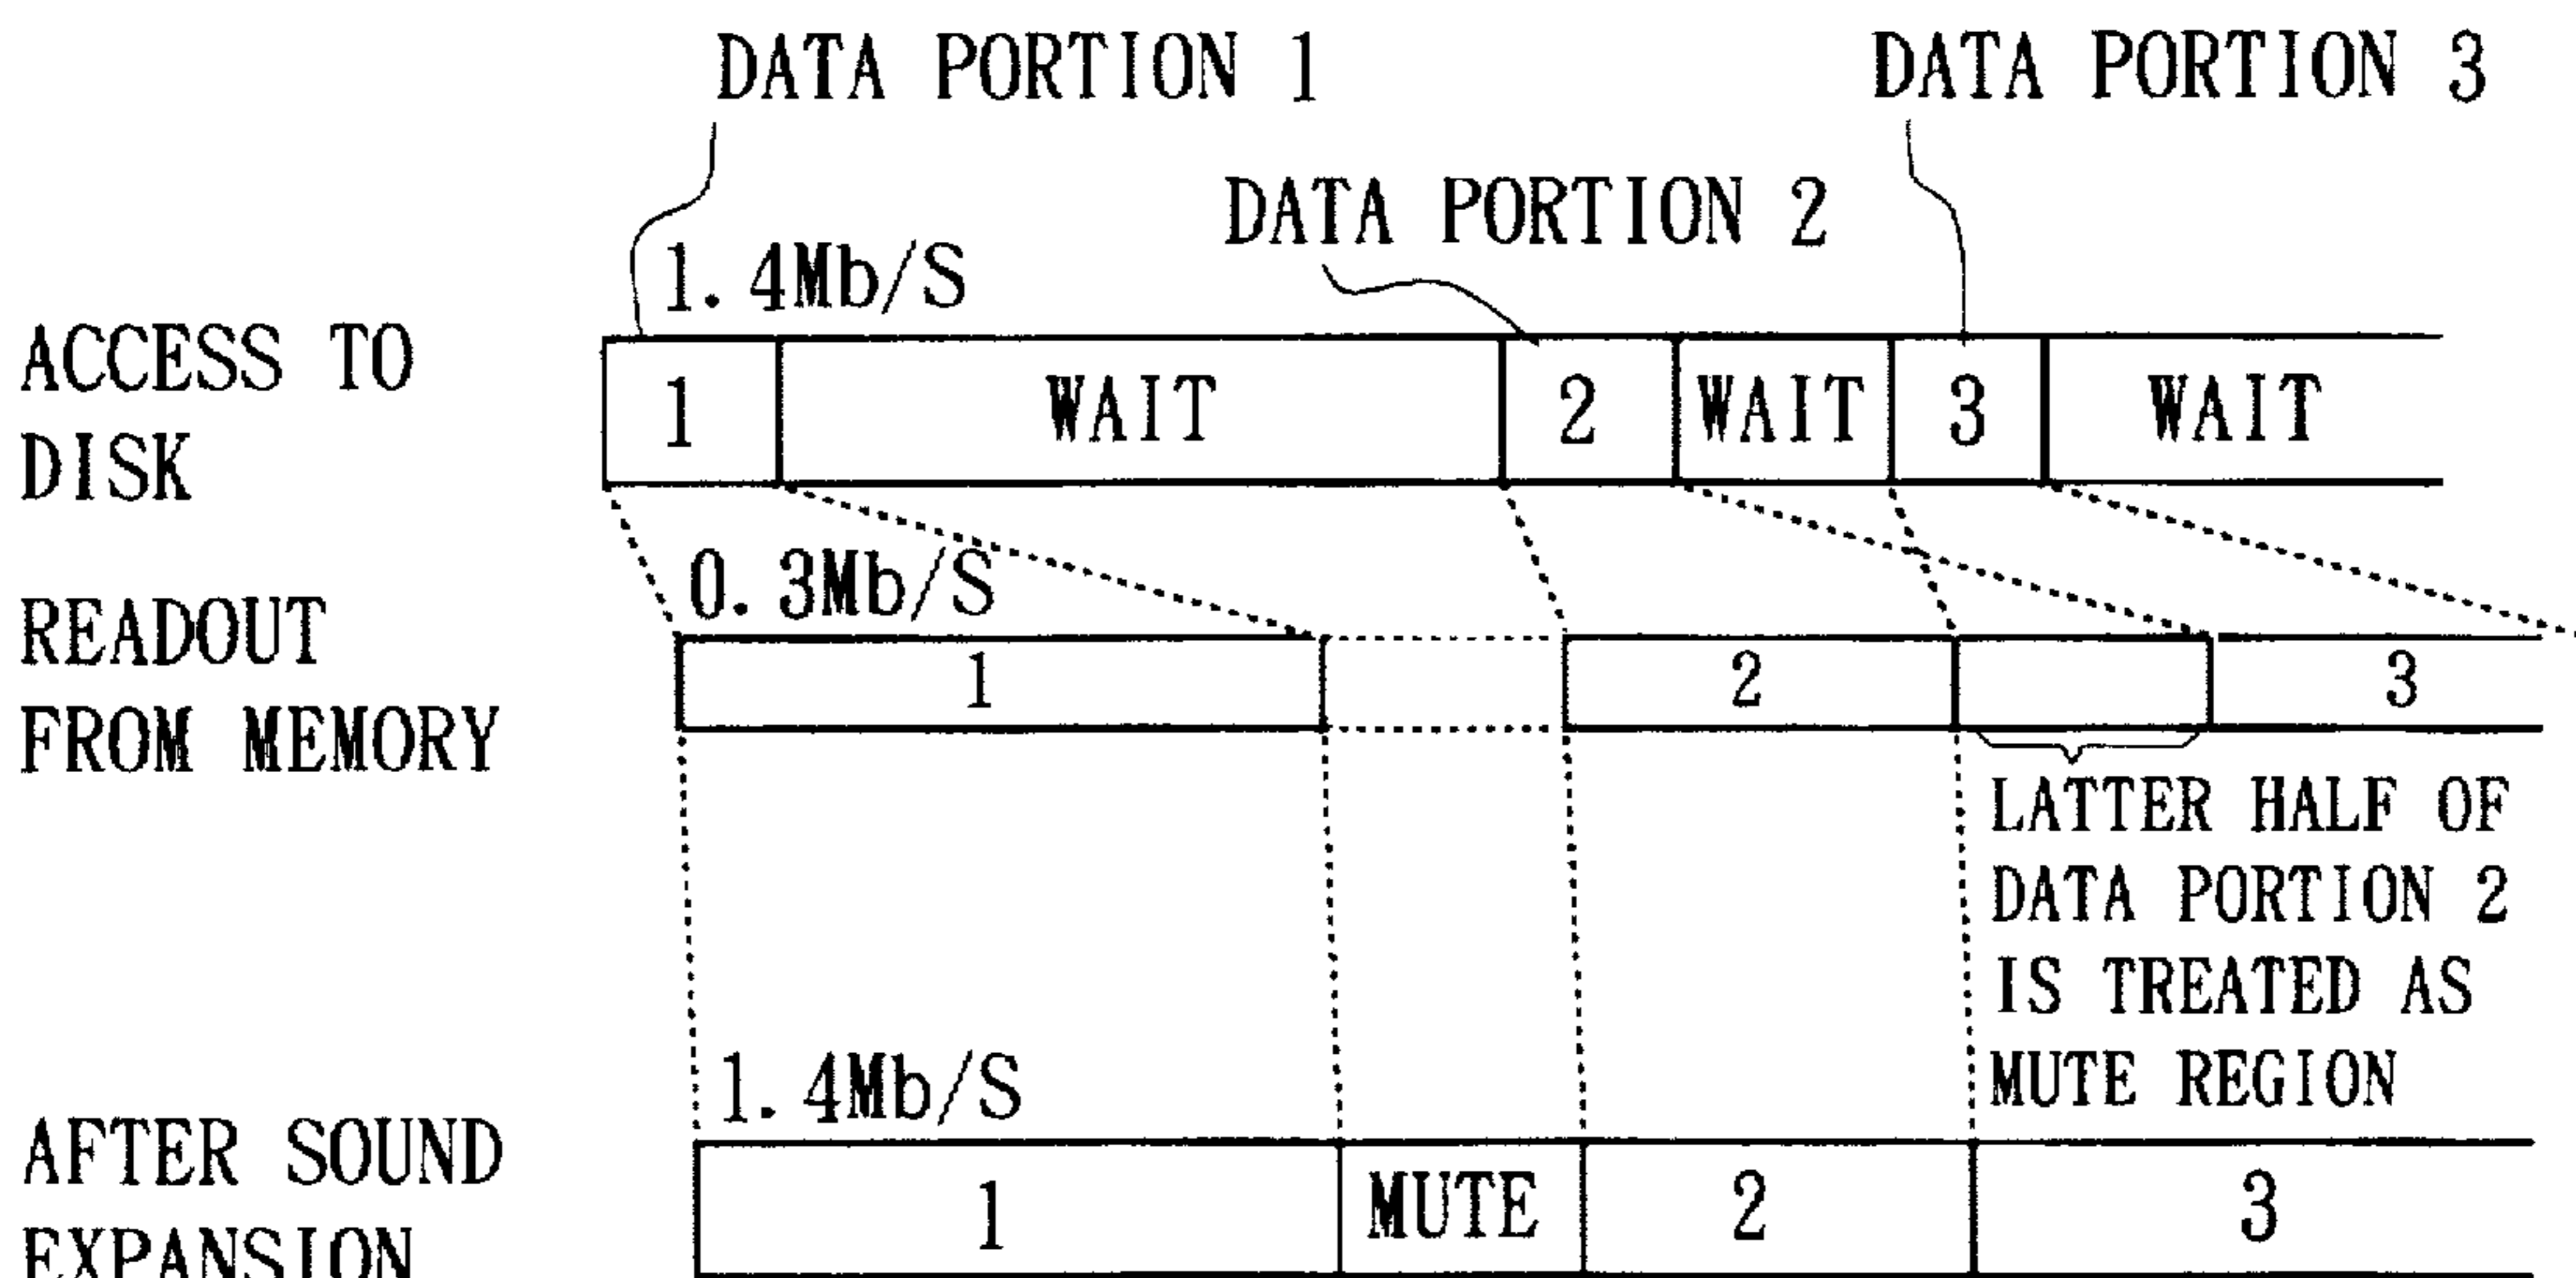 DATA PORTION 1
DATA PORTION 3
DATA PORTION 2
1.4Mb/S
ACCESS TO
DISK
1 WAIT 2 WAIT 3 WAIT
0.3Mb/S
READOUT
FROM MEMORY
1 2 3
LATTER HALF OF
DATA PORTION 2
IS TREATED AS
MUTE REGION
1.4Mb/S
AFTER SOUND
EXPANSION
1 MUTE 2 3